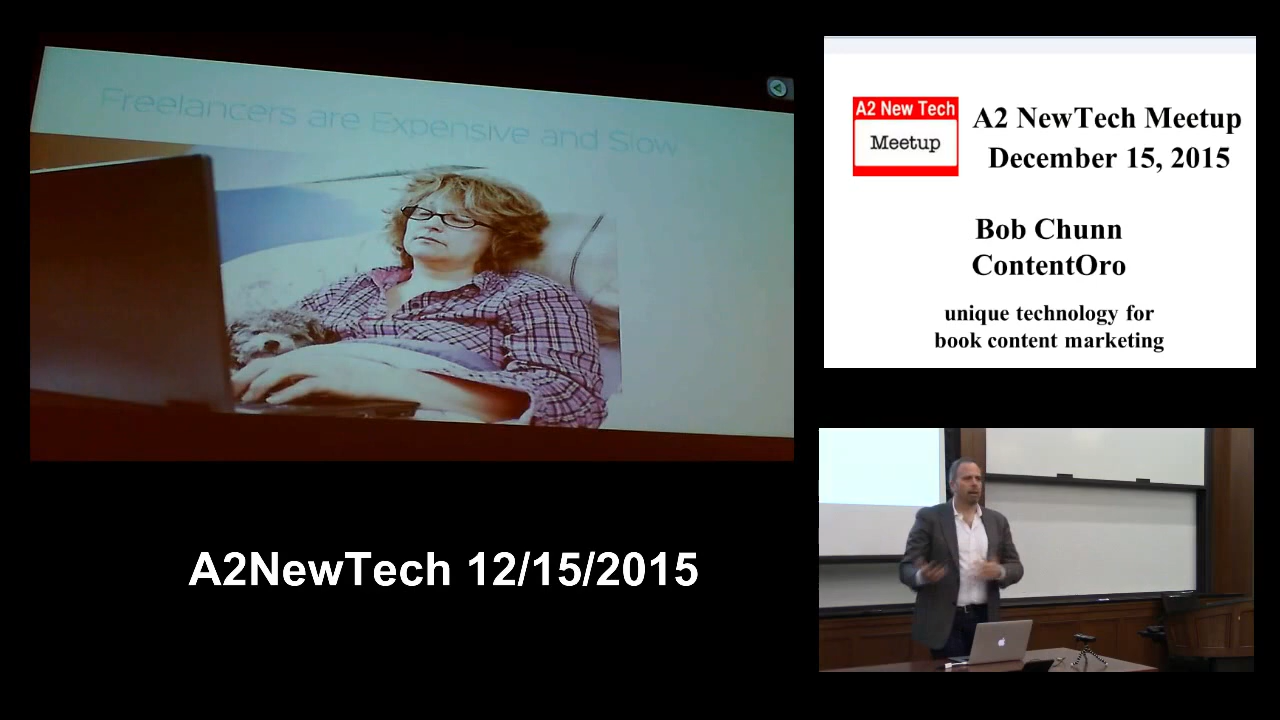 Freelancers are Expensive and Slow
A2 New Tech
Meetup
A2 NewTech Meetup
December 15, 2015
Bob Chunn
ContentOro
unique technology for
book content marketing
A2NewTech 12/15/2015